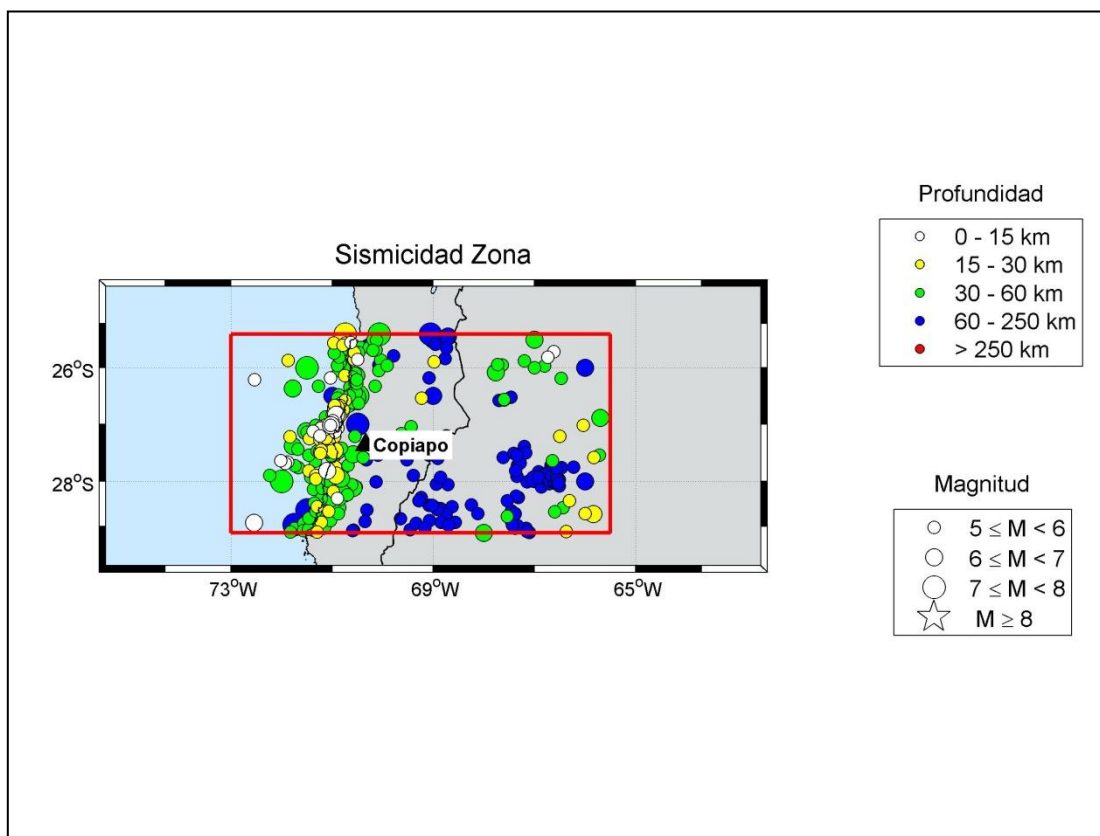 Sismicidad Zona
26°S
28°S
73°W
69°W
65°W
Copiapo
Profundidad
0 - 15 km
15 - 30 km
30 - 60 km
60 - 250 km
> 250 km
Magnitud
5 ≤ M < 6
6 ≤ M < 7
7 ≤ M < 8
M ≥ 8